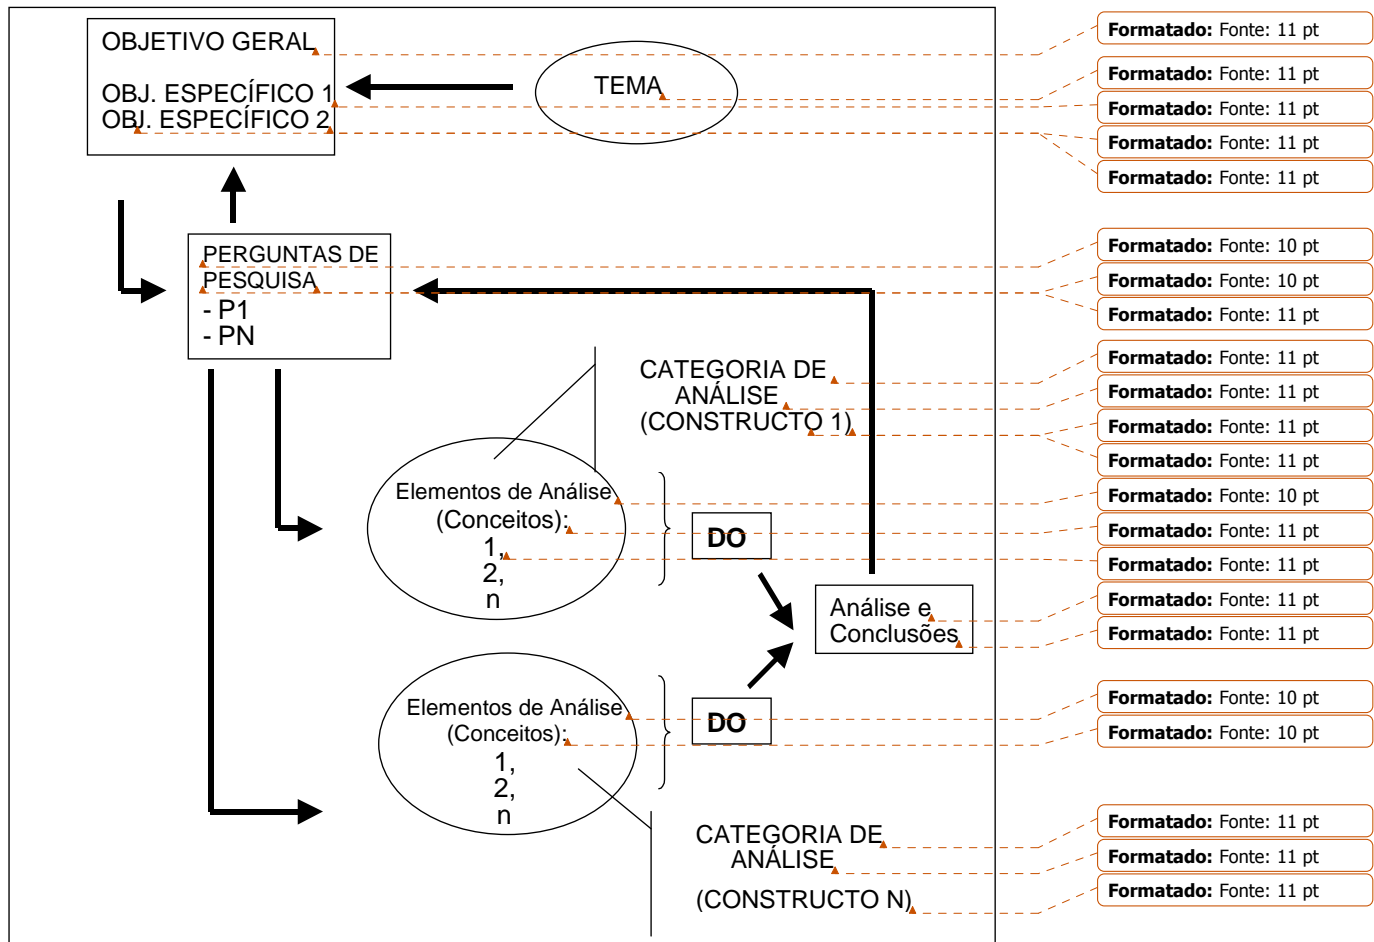 OBJETIVO GERAL
OBJ. ESPECÍFICO 1
OBJ. ESPECÍFICO 2
TEMA
PERGUNTAS DE
PESQUISA
- P1
- PN
CATEGORIA DE
ANÁLISE
(CONSTRUCTO 1)
Elementos de Análise
(Conceitos):
1,
2,
n
DO
Análise e
Conclusões
Elementos de Análise
(Conceitos):
1,
2,
n
DO
CATEGORIA DE
ANÁLISE
(CONSTRUCTO N)
Formatado: Fonte: 11 pt
Formatado: Fonte: 11 pt
Formatado: Fonte: 11 pt
Formatado: Fonte: 11 pt
Formatado: Fonte: 11 pt
Formatado: Fonte: 10 pt
Formatado: Fonte: 10 pt
Formatado: Fonte: 11 pt
Formatado: Fonte: 11 pt
Formatado: Fonte: 11 pt
Formatado: Fonte: 11 pt
Formatado: Fonte: 11 pt
Formatado: Fonte: 10 pt
Formatado: Fonte: 11 pt
Formatado: Fonte: 11 pt
Formatado: Fonte: 11 pt
Formatado: Fonte: 11 pt
Formatado: Fonte: 10 pt
Formatado: Fonte: 10 pt
Formatado: Fonte: 11 pt
Formatado: Fonte: 11 pt
Formatado: Fonte: 11 pt